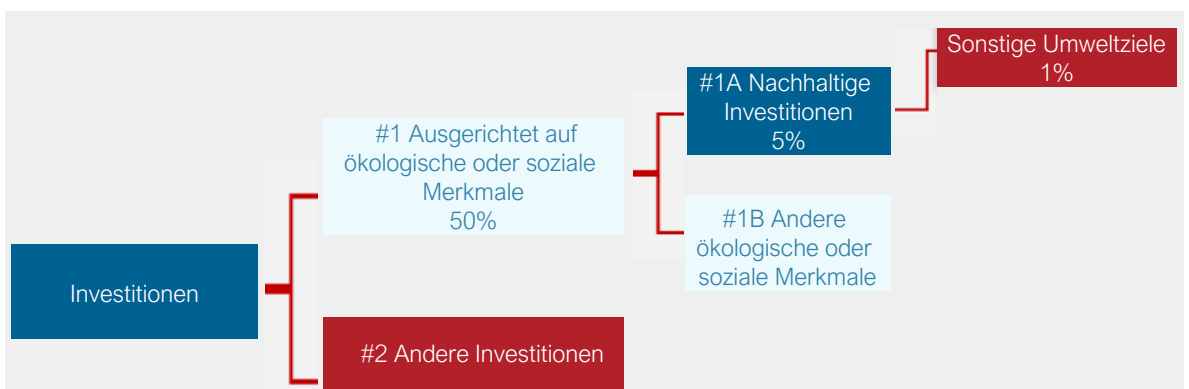 Sonstige Umweltziele
1%
#1A Nachhaltige
Investitionen
5%
#1 Ausgerichtet auf
ökologische oder soziale
Merkmale
50%
#1B Andere
ökologische oder
soziale Merkmale
Investitionen
#2 Andere Investitionen